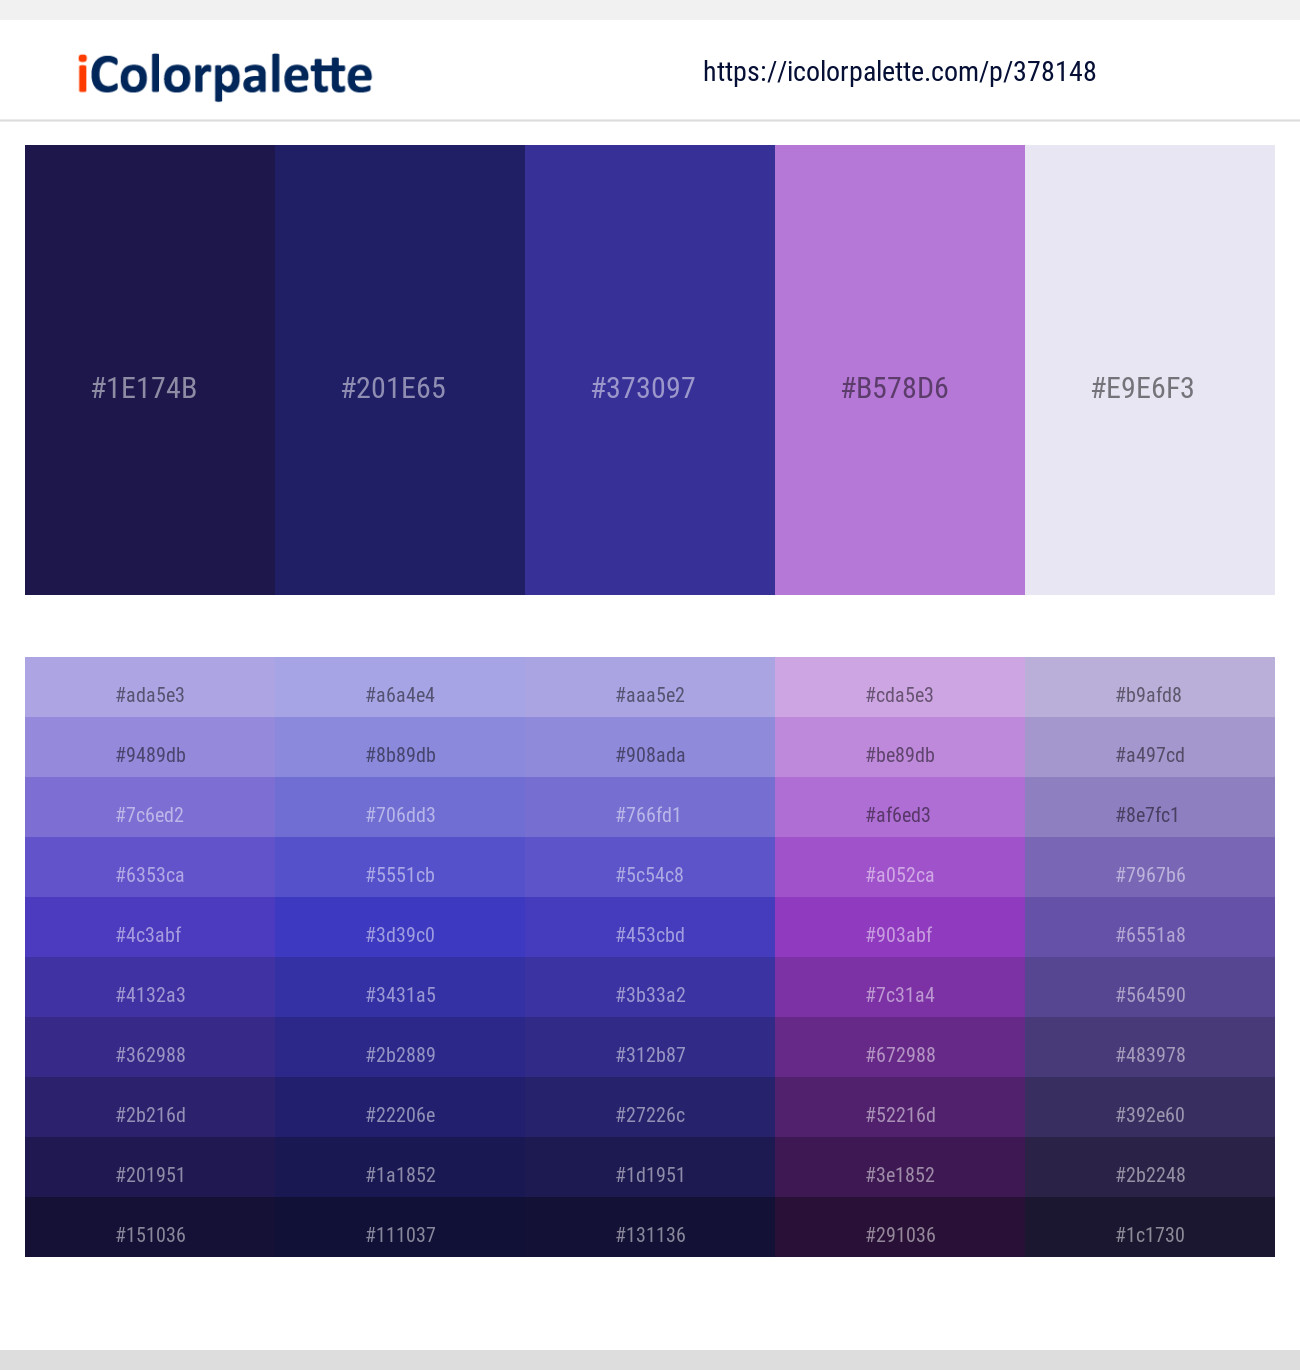 iColorpalette
https://icolorpalette.com/p/378148
#1E174B #201E65 #373097 #B578D6 #E9E6F3
#ada5e3 #a6a4e4 #aaa5e2 #cda5e3 #b9afd8
#9489db #8b89db #908ada #be89db #a497cd
#7c6ed2 #706dd3 #766fd1 #af6ed3 #8e7fc1
#6353ca #5551cb #5c54c8 #a052ca #7967b6
#4c3abf #3d39c0 #453cbd #903abf #6551a8
#4132a3 #3431a5 #3b33a2 #7c31a4 #564590
#362988 #2b2889 #312b87 #672988 #483978
#2b216d #22206e #27226c #52216d #392e60
#201951 #1a1852 #1d1951 #3e1852 #2b2248
#151036 #111037 #131136 #291036 #1c1730